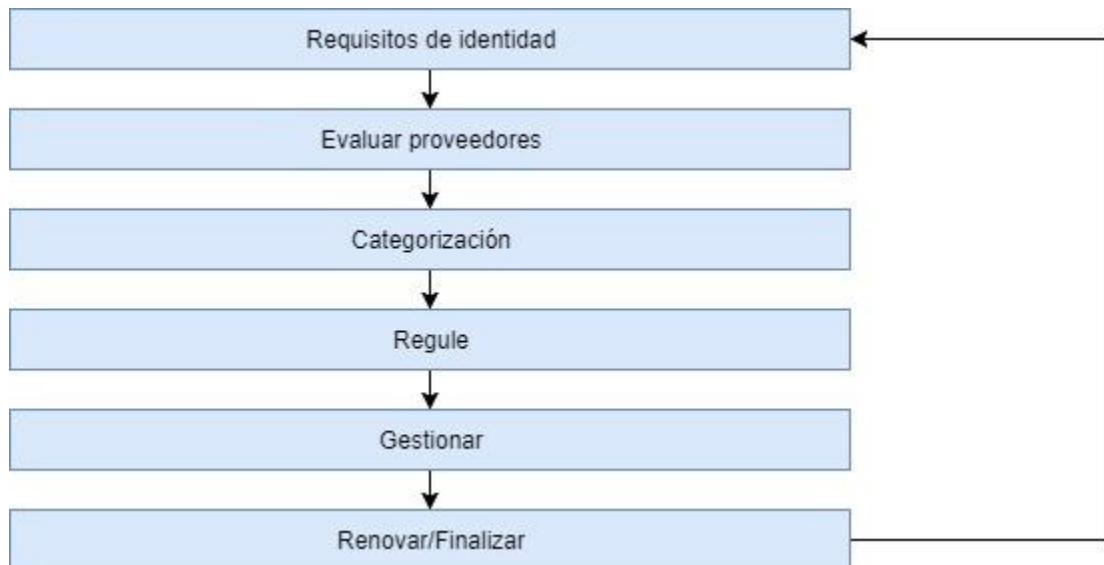 Requisitos de identidad
Evaluar proveedores
Categorización
Regule
Gestionar
Renovar/Finalizar